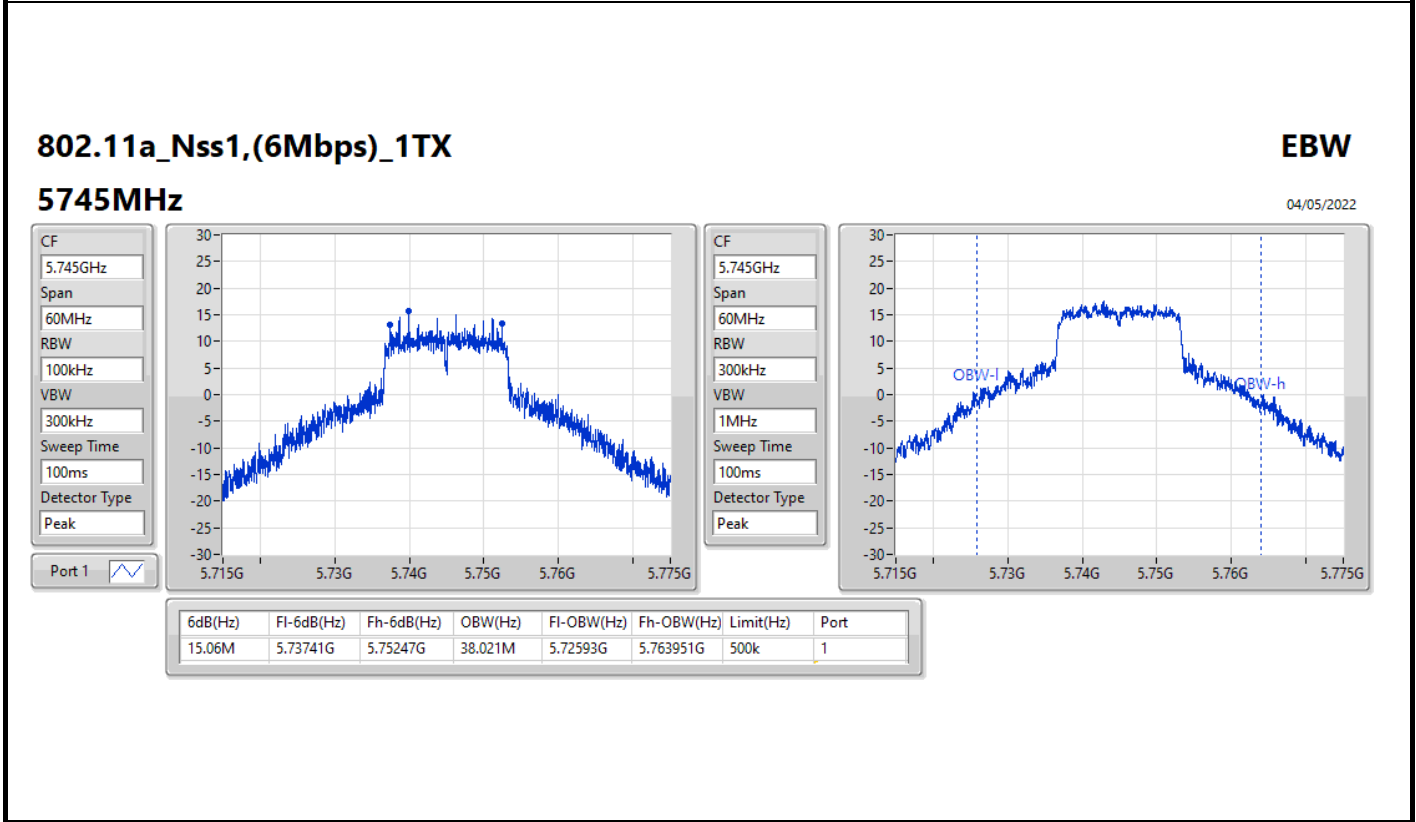 802.11a_Nss1,(6Mbps)_1TX EBW
5745MHz 04/05/2022
CF
5.745GHz
Span
60MHz
RBW
100kHz
VBW
300kHz
Sweep Time
100ms
Detector Type
Peak
Port 1
30
25
20
15
10
5
0
-5
-10
-15
-20
-25
-30
5.715G 5.73G 5.74G 5.75G 5.76G 5.775G
CF
5.745GHz
Span
60MHz
RBW
300kHz
VBW
1MHz
Sweep Time
100ms
Detector Type
Peak
30
25
20
15
10
5
0
-5
-10
-15
-20
-25
-30
OBW-l
OBW-h
5.715G 5.73G 5.74G 5.75G 5.76G 5.775G
6dB(Hz) Fl-6dB(Hz) Fh-6dB(Hz) OBW(Hz) Fl-OBW(Hz) Fh-OBW(Hz) Limit(Hz) Port
15.06M 5.73741G 5.75247G 38.021M 5.72593G 5.763951G 500k 1